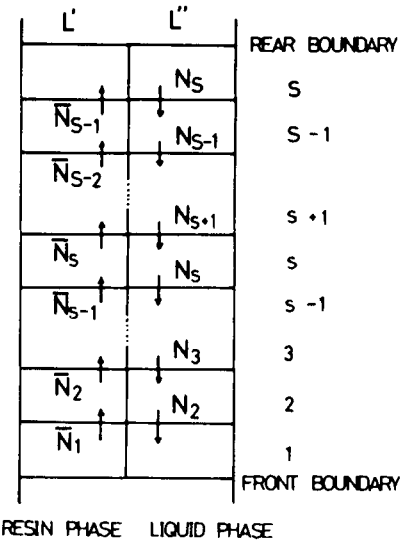 L' L"
REAR BOUNDARY
N_S S
N̅_S-1 N_S-1 S-1
N̅_S-2
N_s+1 s+1
N̅_s N_s s
N̅_s-1 s-1
N_3 3
N̅_2 N_2 2
N̅_1 1
FRONT BOUNDARY
RESIN PHASE LIQUID PHASE